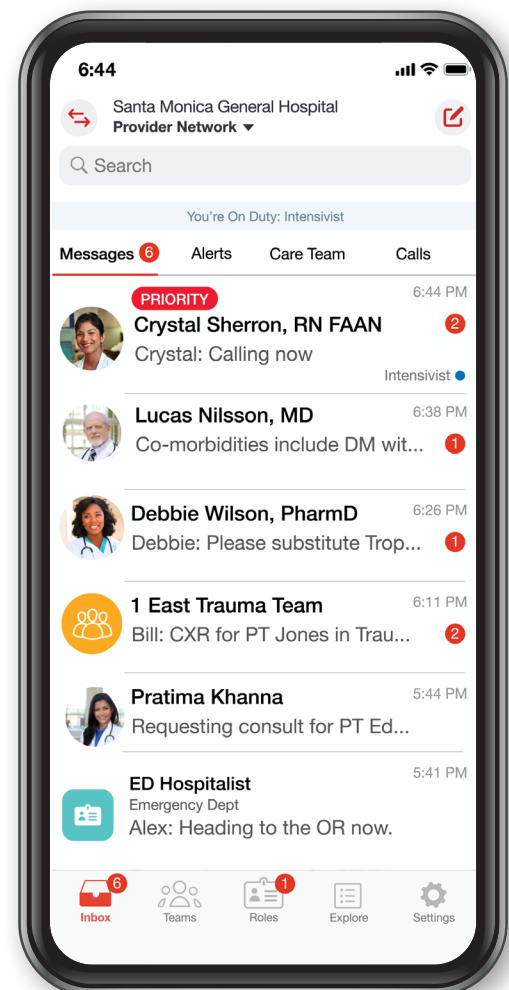 6:44
Santa Monica General Hospital
Provider Network
Search
You're On Duty: Intensivist
Messages 6 Alerts Care Team Calls
PRIORITY 6:44 PM
Crystal Sherron, RN FAAN 2
Crystal: Calling now
Intensivist
Lucas Nilsson, MD 6:38 PM
Co-morbidities include DM wit... 1
Debbie Wilson, PharmD 6:26 PM
Debbie: Please substitute Trop... 1
1 East Trauma Team 6:11 PM
Bill: CXR for PT Jones in Trau... 2
Pratima Khanna 5:44 PM
Requesting consult for PT Ed...
ED Hospitalist 5:41 PM
Emergency Dept
Alex: Heading to the OR now.
6 1
Inbox Teams Roles Explore Settings